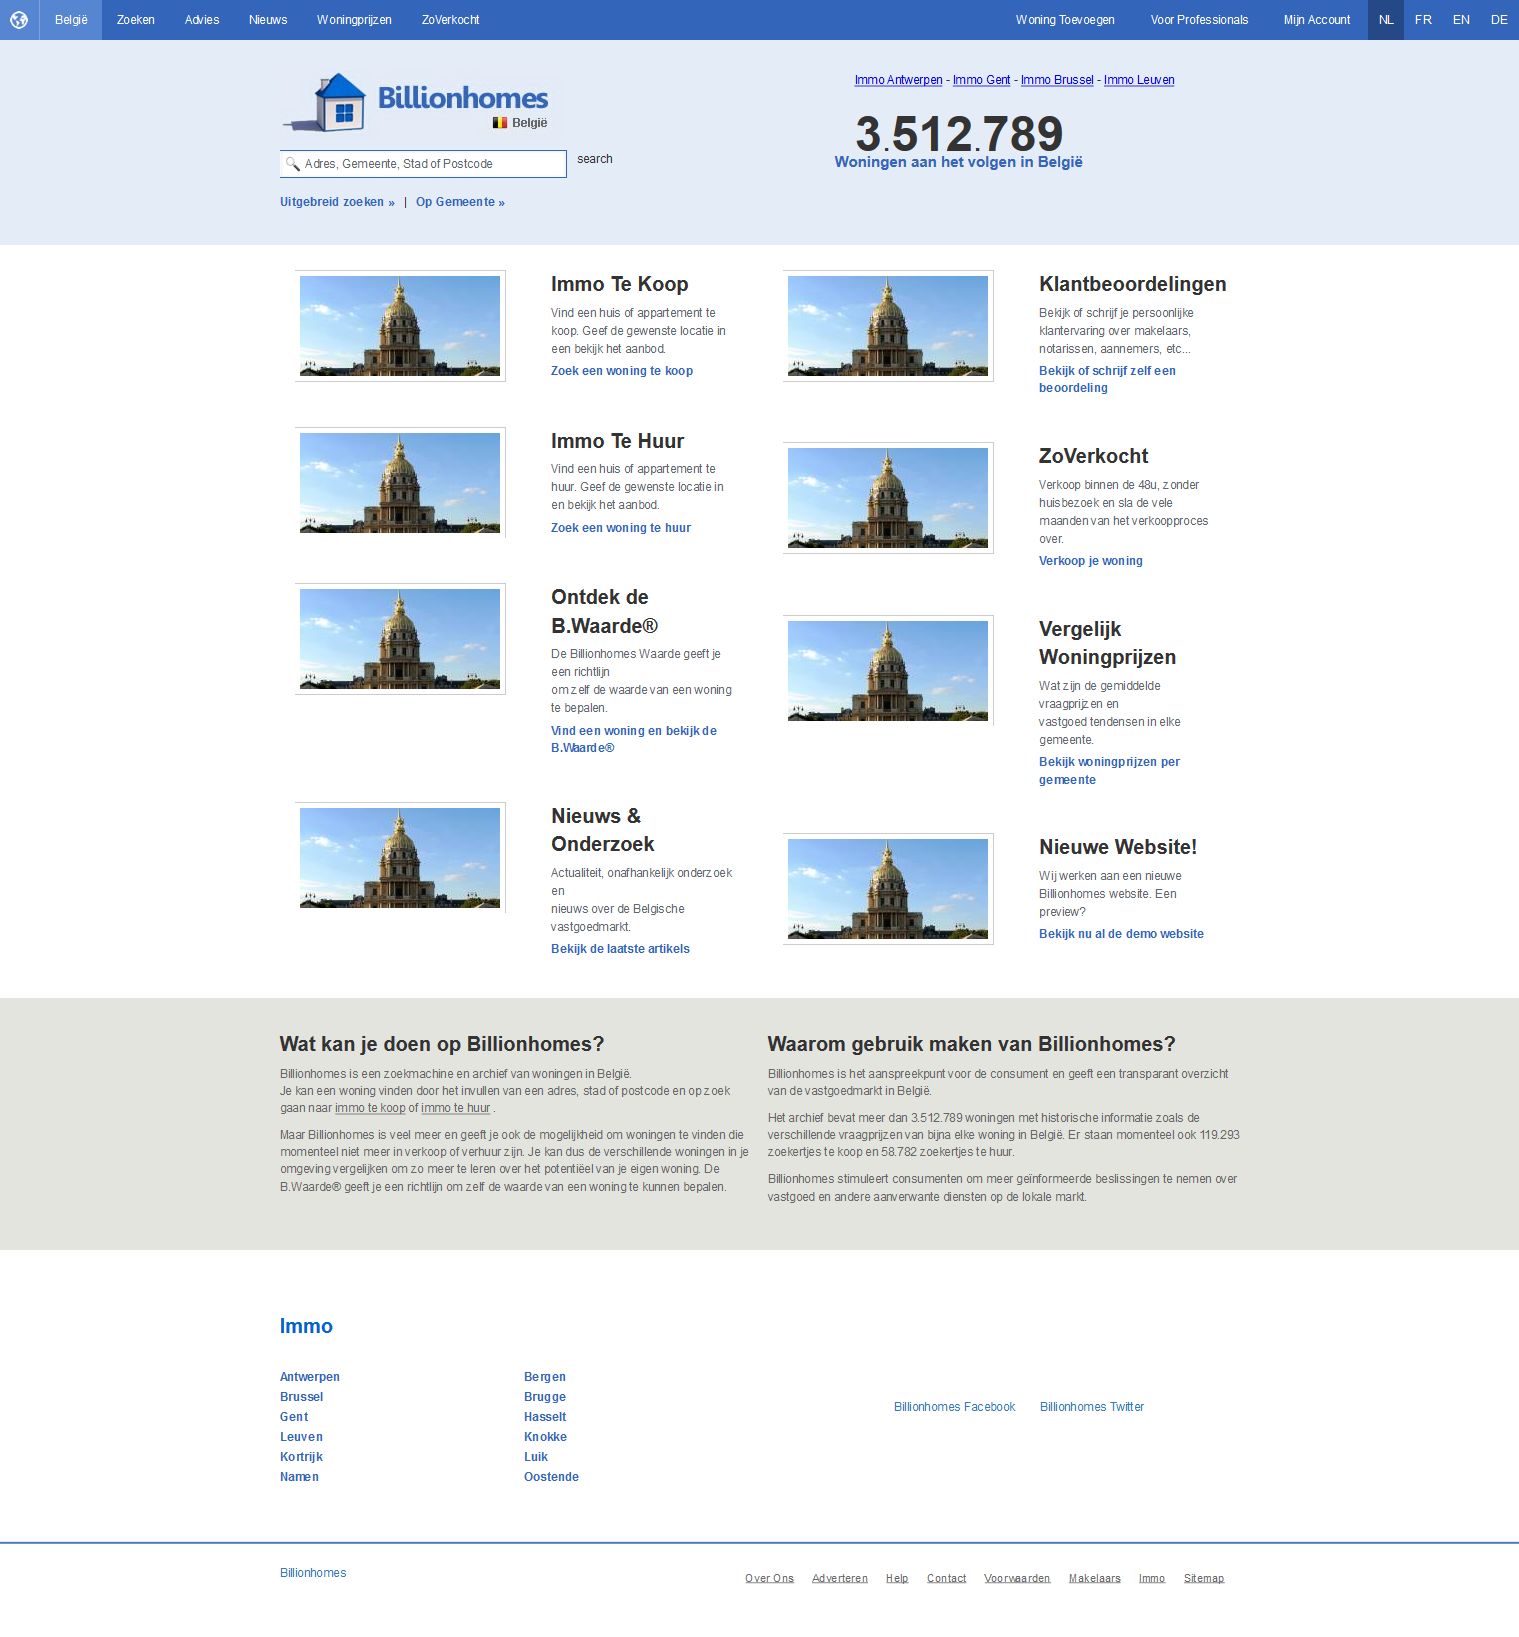 België Zoeken Advies Nieuws Woningprijzen ZoVerkocht Woning Toevoegen Voor Professionals Mijn Account NL FR EN DE
Billionhomes
België
Immo Antwerpen - Immo Gent - Immo Brussel - Immo Leuven
3.512.789
Woningen aan het volgen in België
Adres, Gemeente, Stad of Postcode
search
Uitgebreid zoeken » | Op Gemeente »
Immo Te Koop
Vind een huis of appartement te
koop. Geef de gewenste locatie in
een bekijk het aanbod.
Zoek een woning te koop
Immo Te Huur
Vind een huis of appartement te
huur. Geef de gewenste locatie in
en bekijk het aanbod.
Zoek een woning te huur
Ontdek de
B.Waarde®
De Billionhomes Waarde geeft je
een richtlijn
om zelf de waarde van een woning
te bepalen.
Vind een woning en bekijk de
B.Waarde®
Nieuws &
Onderzoek
Actualiteit, onafhankelijk onderzoek
en
nieuws over de Belgische
vastgoedmarkt.
Bekijk de laatste artikels
Klantbeoordelingen
Bekijk of schrijf je persoonlijke
klantervaring over makelaars,
notarissen, aannemers, etc...
Bekijk of schrijf zelf een
beoordeling
ZoVerkocht
Verkoop binnen de 48u, zonder
huisbezoek en sla de vele
maanden van het verkoopproces
over.
Verkoop je woning
Vergelijk
Woningprijzen
Wat zijn de gemiddelde
vraagprijzen en
vastgoed tendensen in elke
gemeente.
Bekijk woningprijzen per
gemeente
Nieuwe Website!
Wij werken aan een nieuwe
Billionhomes website. Een
preview?
Bekijk nu al de demo website
Wat kan je doen op Billionhomes?
Billionhomes is een zoekmachine en archief van woningen in België.
Je kan een woning vinden door het invullen van een adres, stad of postcode en op zoek
gaan naar immo te koop of immo te huur .
Maar Billionhomes is veel meer en geeft je ook de mogelijkheid om woningen te vinden die
momenteel niet meer in verkoop of verhuur zijn. Je kan dus de verschillende woningen in je
omgeving vergelijken om zo meer te leren over het potentiëel van je eigen woning. De
B.Waarde® geeft je een richtlijn om zelf de waarde van een woning te kunnen bepalen.
Waarom gebruik maken van Billionhomes?
Billionhomes is het aanspreekpunt voor de consument en geeft een transparant overzicht
van de vastgoedmarkt in België.
Het archief bevat meer dan 3.512.789 woningen met historische informatie zoals de
verschillende vraagprijzen van bijna elke woning in België. Er staan momenteel ook 119.293
zoekertjes te koop en 58.782 zoekertjes te huur.
Billionhomes stimuleert consumenten om meer geïnformeerde beslissingen te nemen over
vastgoed en andere aanverwante diensten op de lokale markt.
Immo
Antwerpen
Brussel
Gent
Leuven
Kortrijk
Namen
Bergen
Brugge
Hasselt
Knokke
Luik
Oostende
Billionhomes Facebook Billionhomes Twitter
Billionhomes
Over Ons Adverteren Help Contact Voorwaarden Makelaars Immo Sitemap